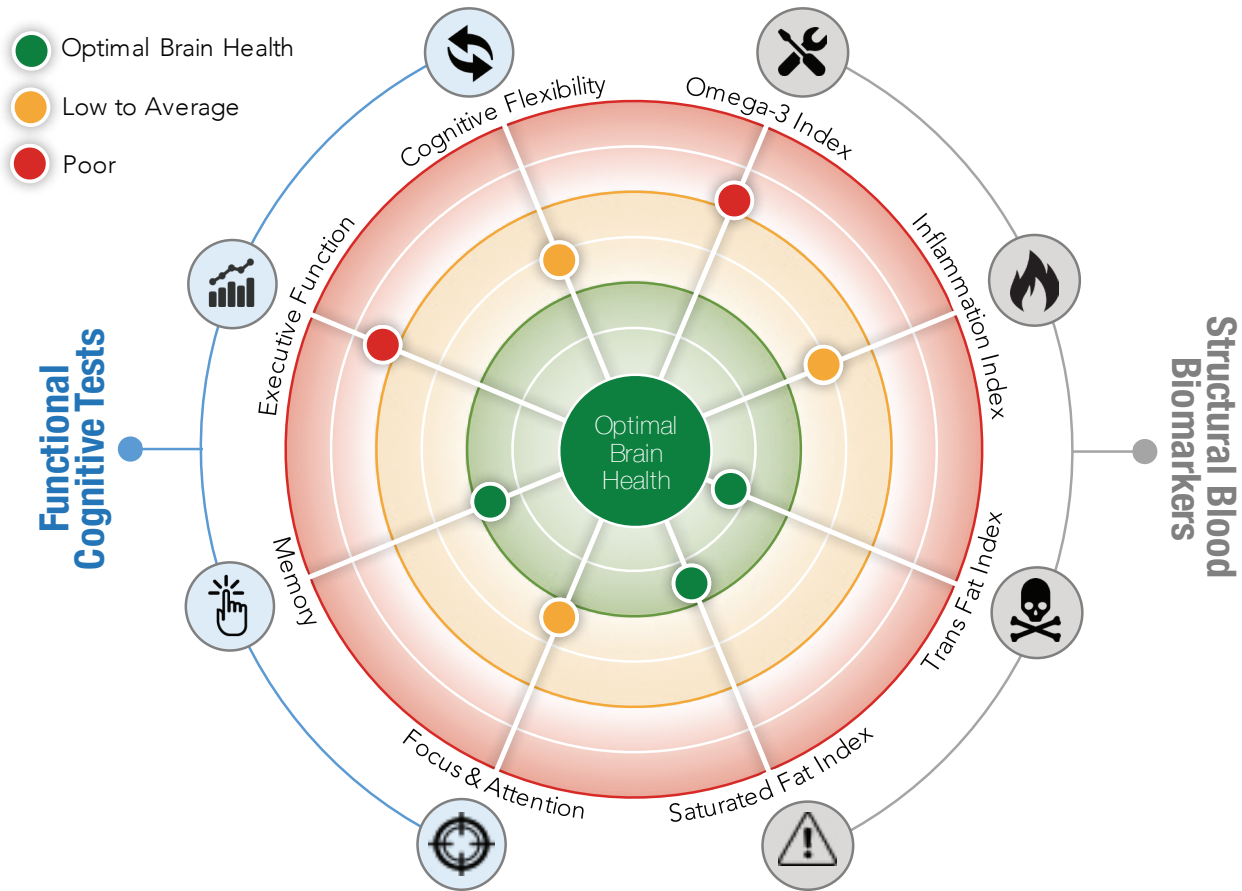 Optimal Brain Health
Low to Average
Poor
Cognitive Flexibility
Omega-3 Index
Executive Function
Inflammation Index
Functional
Cognitive Tests
Optimal
Brain
Health
Structural Blood
Biomarkers
Memory
Trans Fat Index
Focus & Attention
Saturated Fat Index